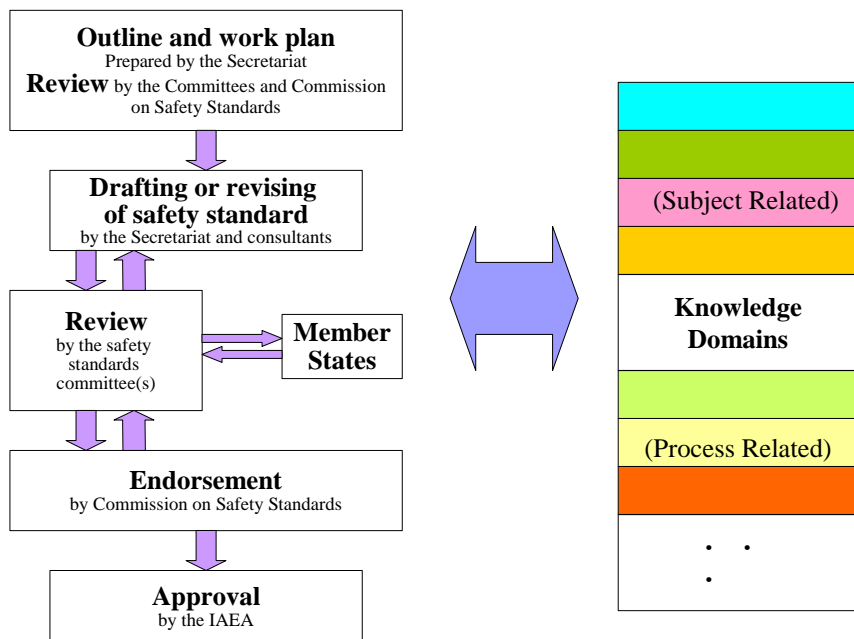 Outline and work plan
Prepared by the Secretariat
Review by the Committees and Commission
on Safety Standards
Drafting or revising
of safety standard
by the Secretariat and consultants
Review
by the safety
standards
committee(s)
Member
States
Endorsement
by Commission on Safety Standards
Approval
by the IAEA
(Subject Related)
Knowledge
Domains
(Process Related)
. .
.